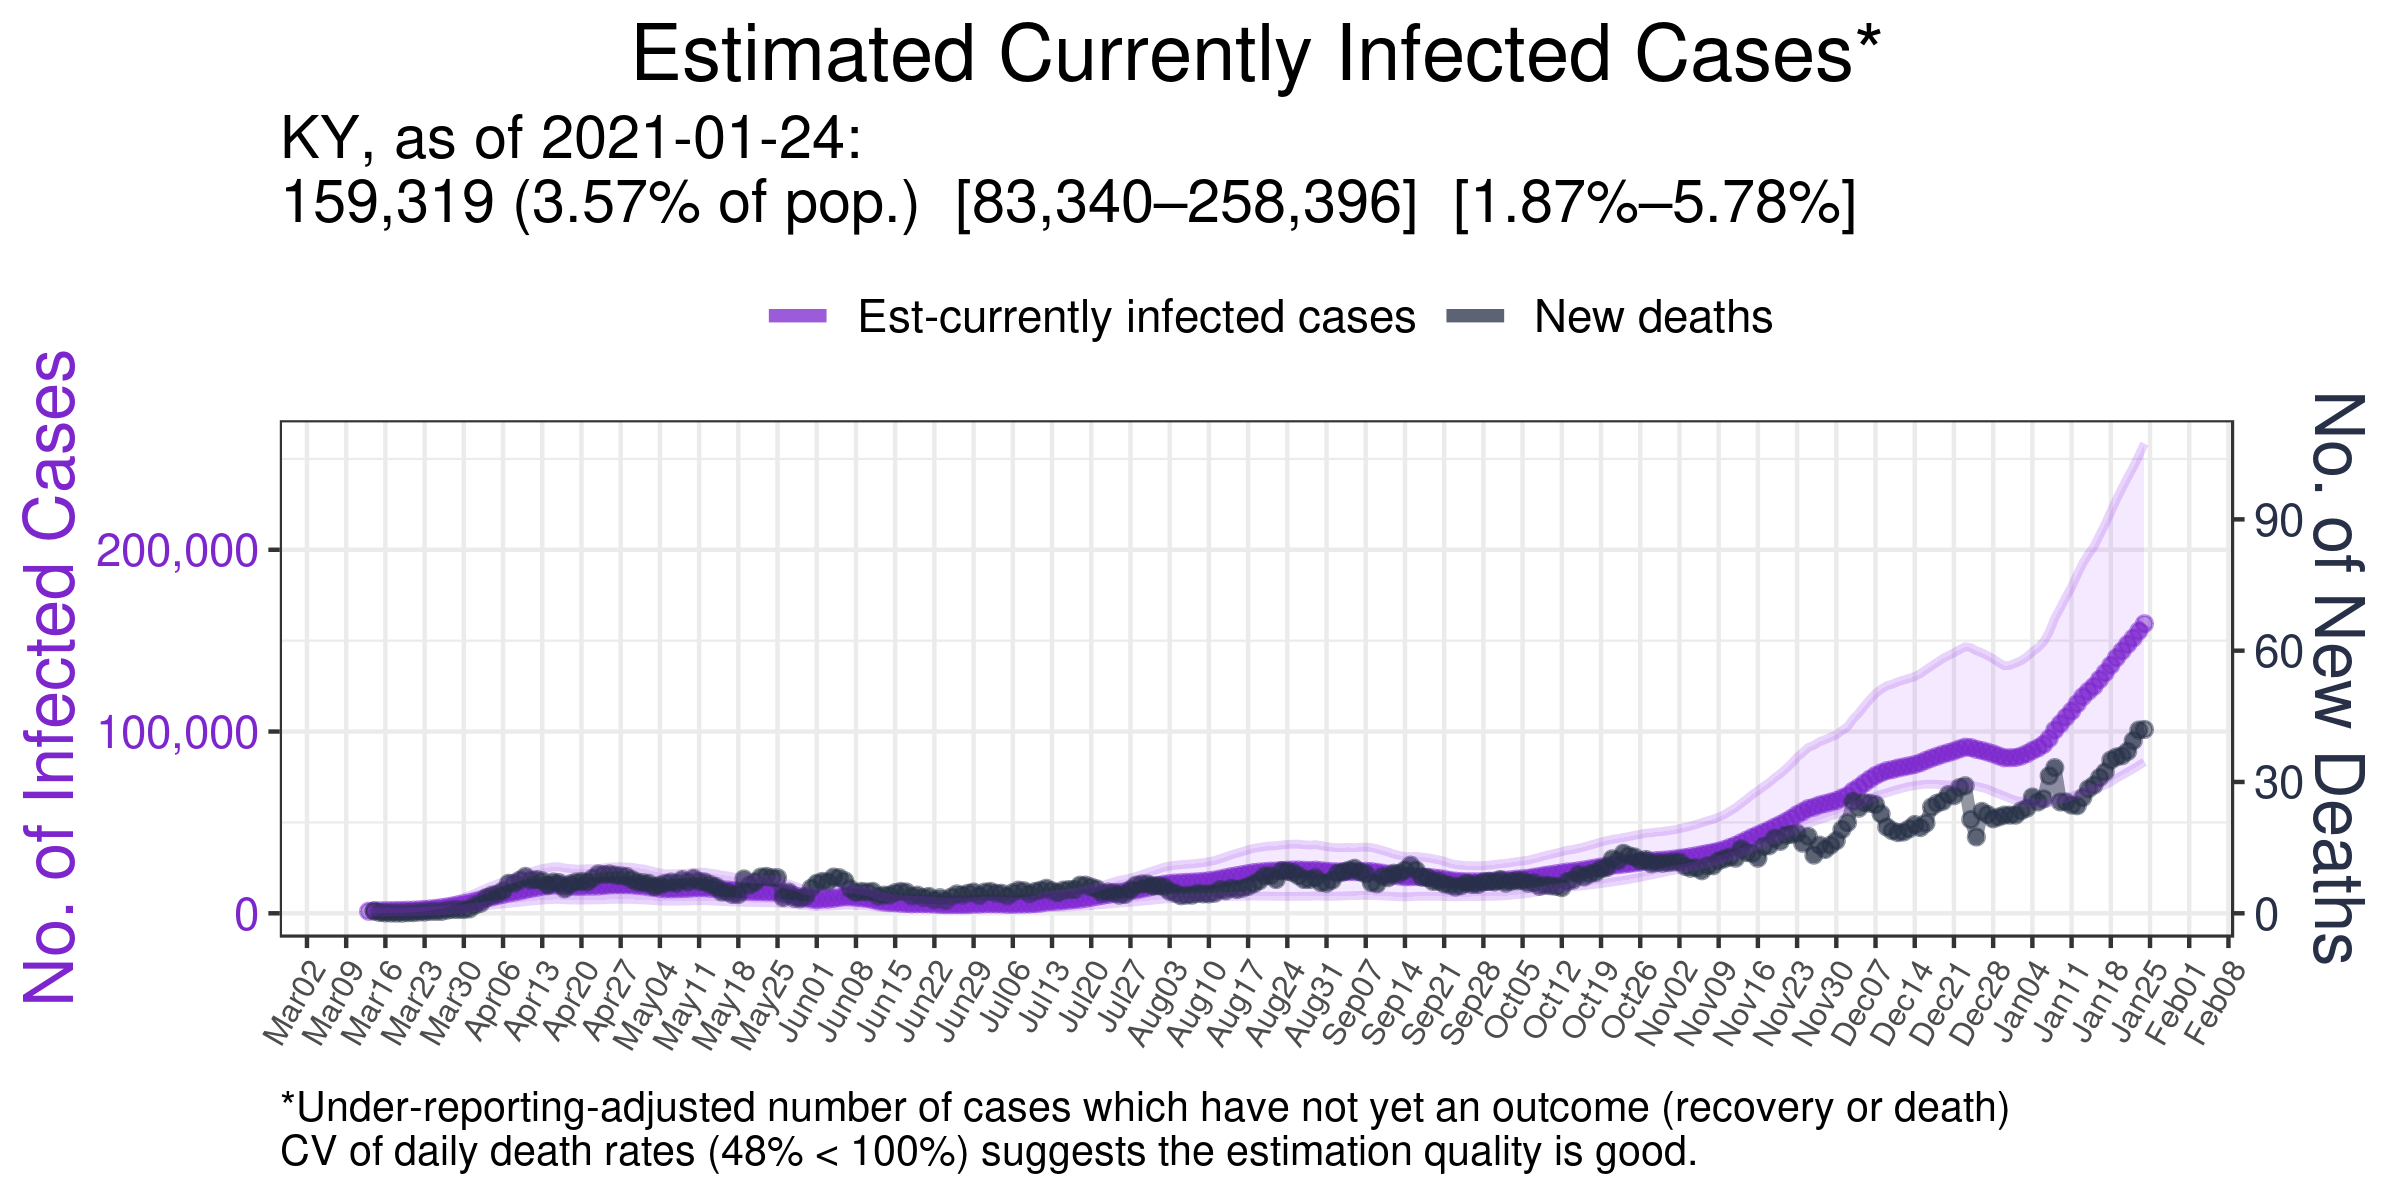 Estimated Currently Infected Cases*
KY, as of 2021-01-24:
159,319 (3.57% of pop.)  [83,340–258,396]  [1.87%–5.78%]
Est-currently infected cases
New deaths
No. of Infected Cases
200,000
100,000
0
90
60
30
0
No. of New Deaths
Mar02
Mar09
Mar16
Mar23
Mar30
Apr06
Apr13
Apr20
Apr27
May04
May11
May18
May25
Jun01
Jun08
Jun15
Jun22
Jun29
Jul06
Jul13
Jul20
Jul27
Aug03
Aug10
Aug17
Aug24
Aug31
Sep07
Sep14
Sep21
Sep28
Oct05
Oct12
Oct19
Oct26
Nov02
Nov09
Nov16
Nov23
Nov30
Dec07
Dec14
Dec21
Dec28
Jan04
Jan11
Jan18
Jan25
Feb01
Feb08
*Under-reporting-adjusted number of cases which have not yet an outcome (recovery or death)
CV of daily death rates (48% < 100%) suggests the estimation quality is good.